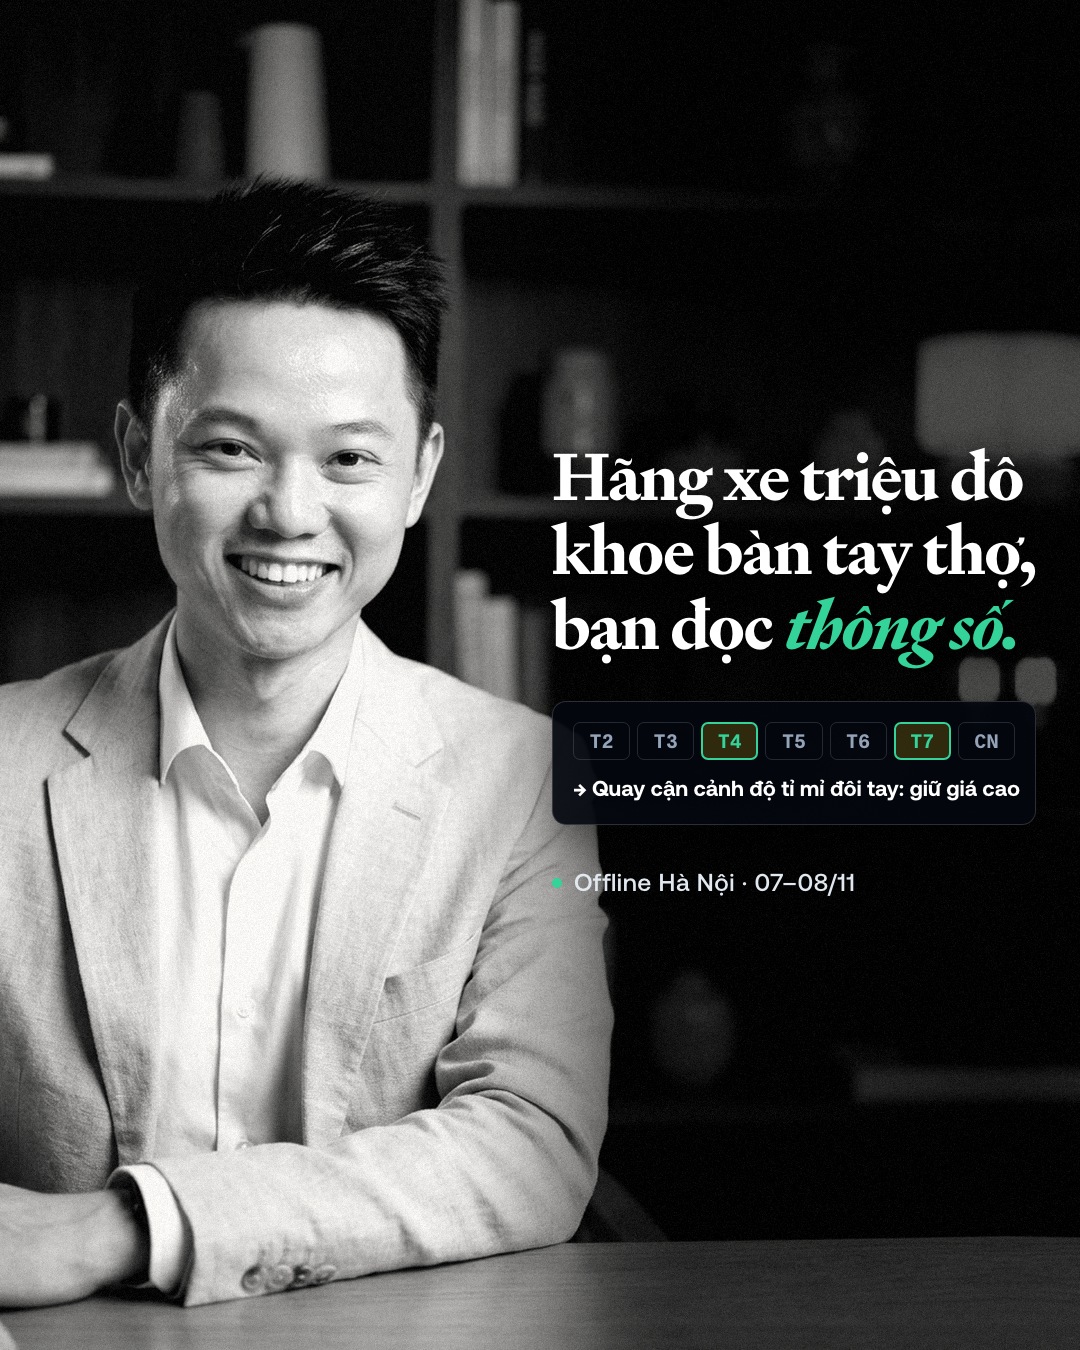 Hãng xe triệu đô
khoe bàn tay thợ,
bạn đọc thông số.
T2 T3 T4 T5 T6 T7 CN
→ Quay cận cảnh độ tỉ mỉ đôi tay: giữ giá cao
Offline Hà Nội · 07–08/11